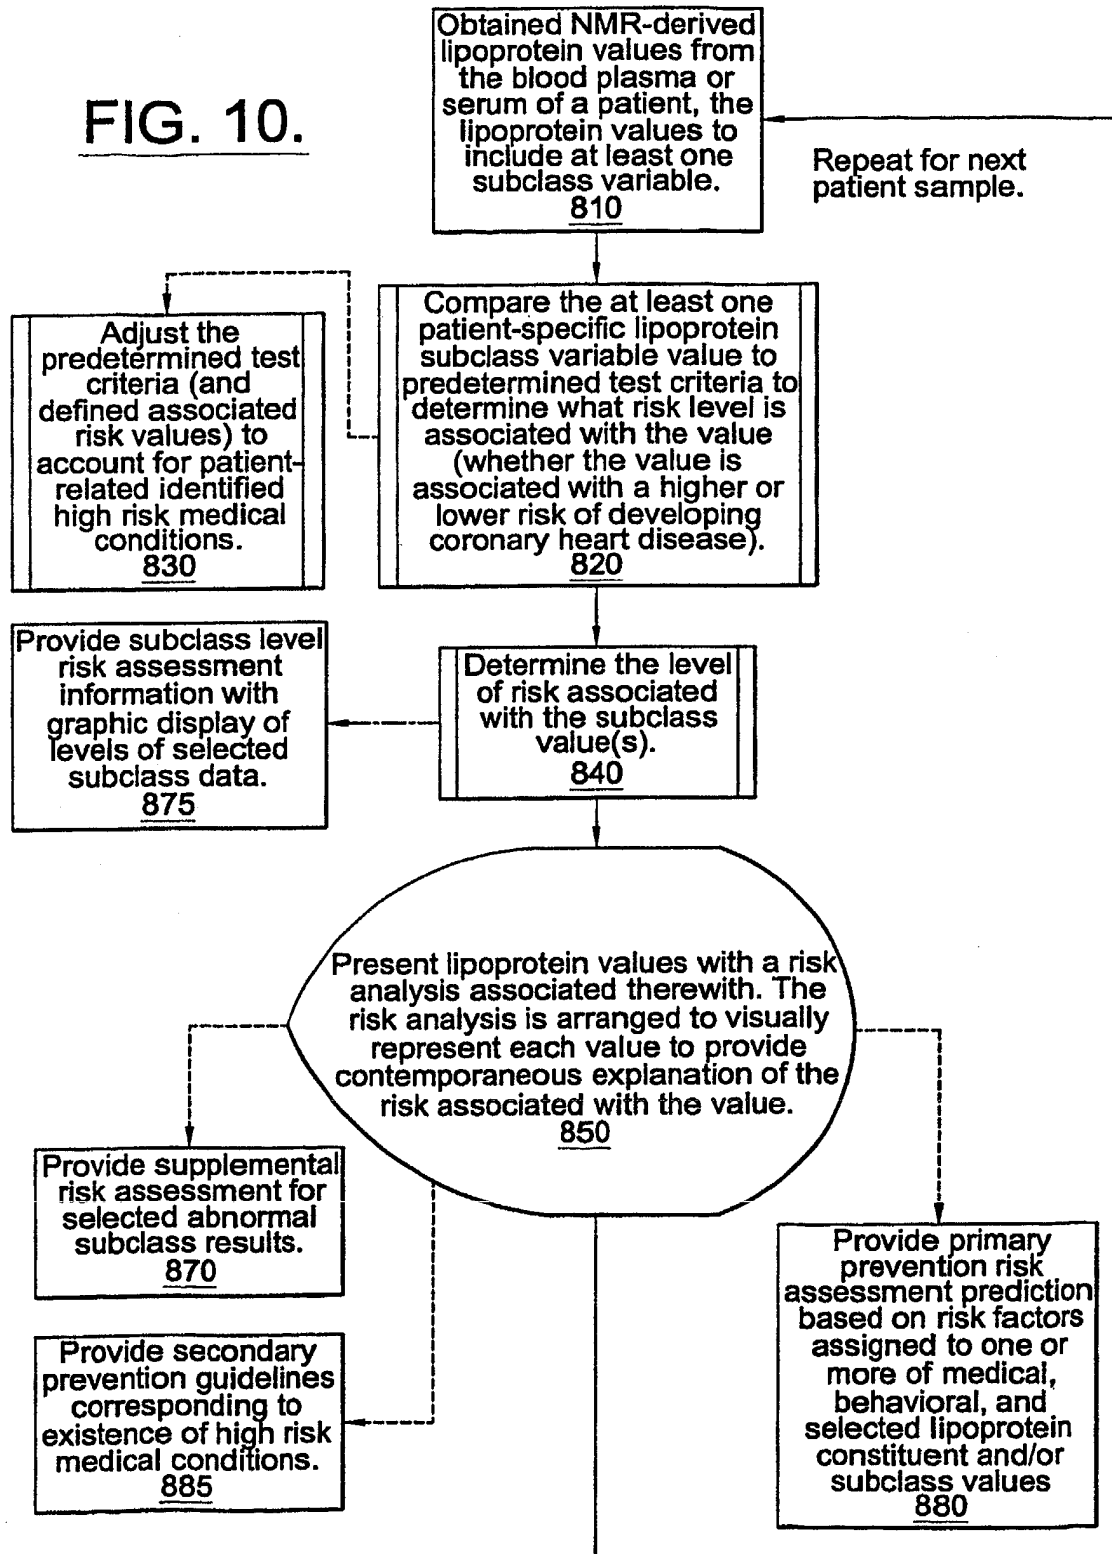 FIG. 10.
Obtained NMR-derived
lipoprotein values from
the blood plasma or
serum of a patient, the
lipoprotein values to
include at least one
subclass variable.
810
Repeat for next
patient sample.
Compare the at least one
patient-specific lipoprotein
subclass variable value to
predetermined test criteria to
determine what risk level is
associated with the value
(whether the value is
associated with a higher or
lower risk of developing
coronary heart disease).
820
Adjust the
predetermined test
criteria (and
defined associated
risk values) to
account for patient-
related identified
high risk medical
conditions.
830
Determine the level
of risk associated
with the subclass
value(s).
840
Provide subclass level
risk assessment
information with
graphic display of
levels of selected
subclass data.
875
Present lipoprotein values with a risk
analysis associated therewith. The
risk analysis is arranged to visually
represent each value to provide
contemporaneous explanation of the
risk associated with the value.
850
Provide supplemental
risk assessment for
selected abnormal
subclass results.
870
Provide secondary
prevention guidelines
corresponding to
existence of high risk
medical conditions.
885
Provide primary
prevention risk
assessment prediction
based on risk factors
assigned to one or
more of medical,
behavioral, and
selected lipoprotein
constituent and/or
subclass values
880